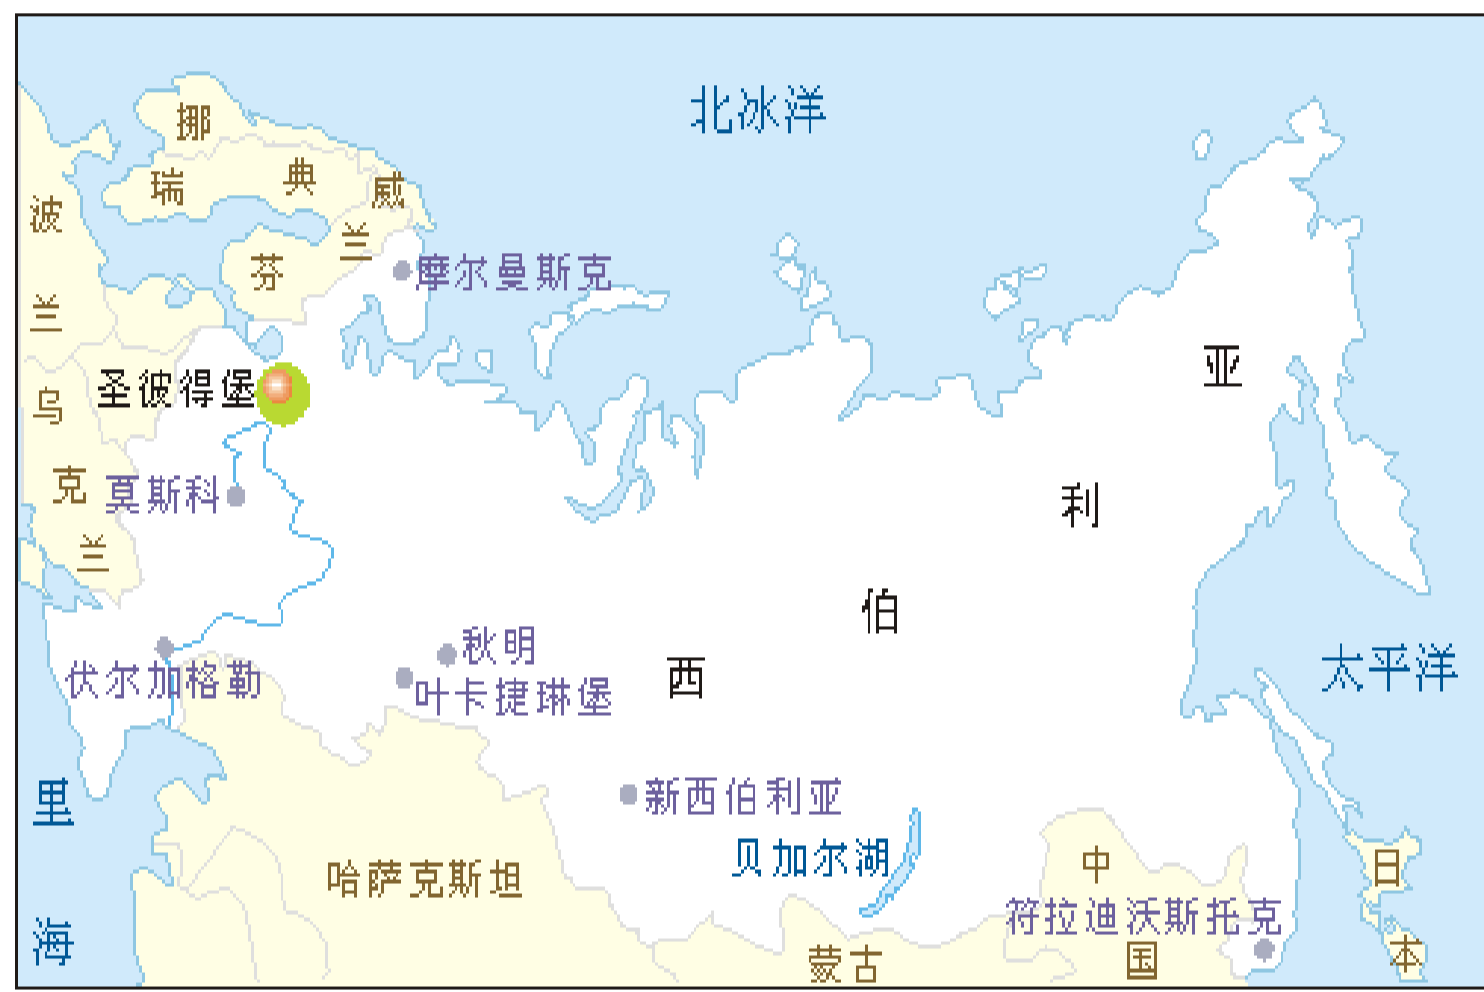 北冰洋
挪
瑞
典
威
波
兰
芬
兰
摩尔曼斯克
亚
圣彼得堡
乌
克
兰
莫斯科
利
伯
西
秋明
叶卡捷琳堡
伏尔加格勒
太平洋
新西伯利亚
里
海
贝加尔湖
哈萨克斯坦
中
国
日
本
符拉迪沃斯托克
蒙古